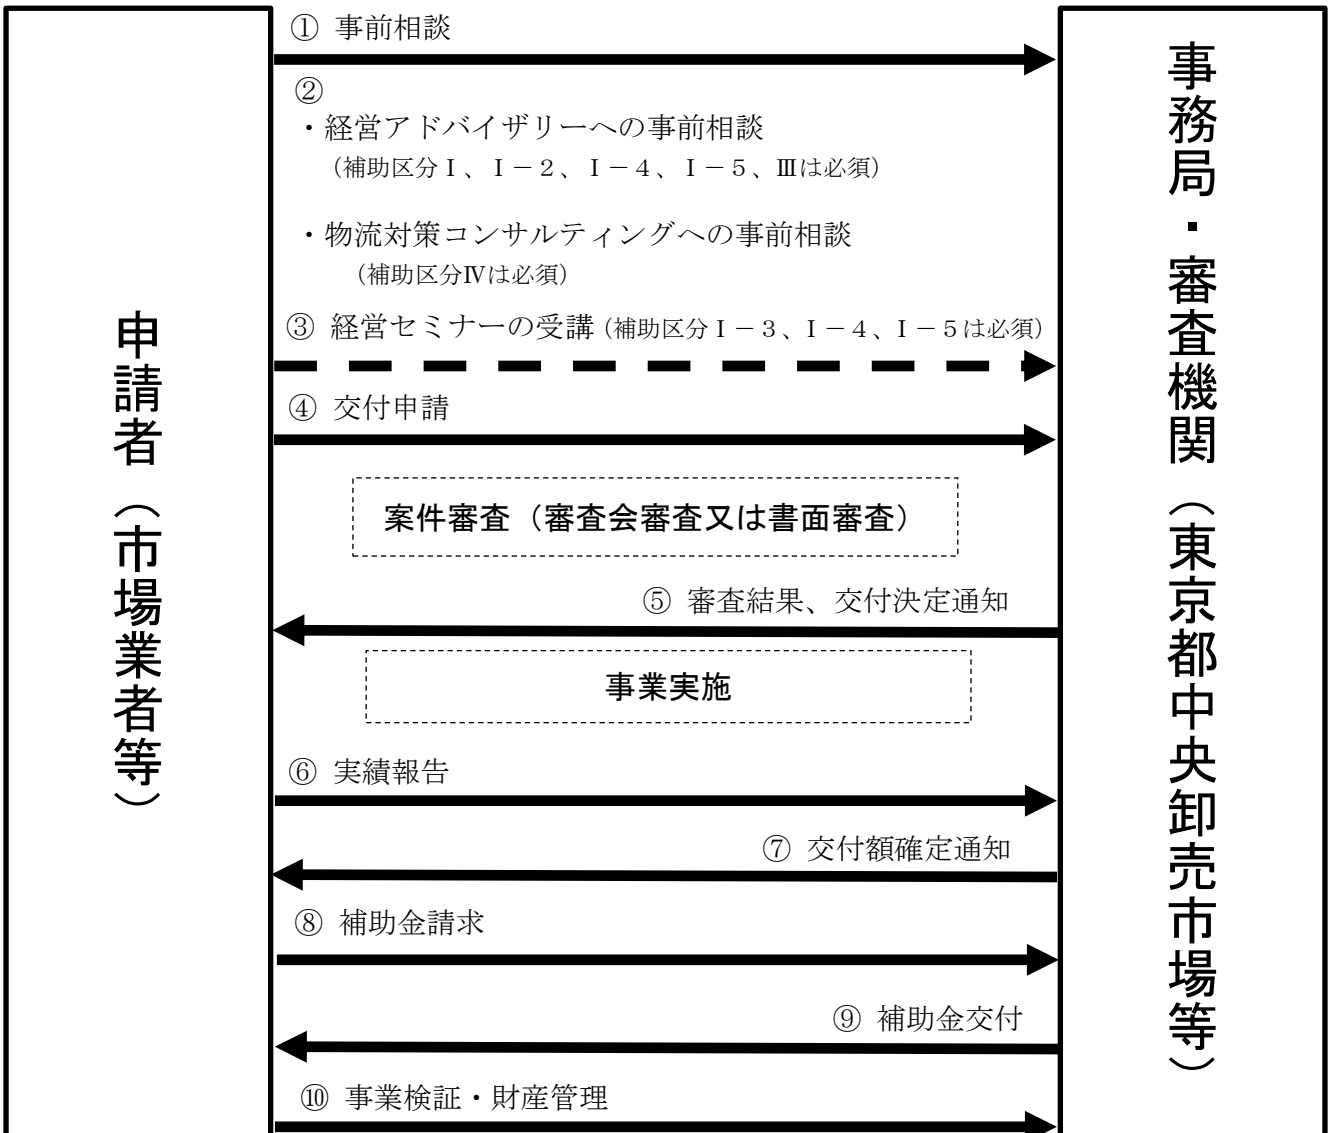 ① 事前相談
②
・経営アドバイザリーへの事前相談
（補助区分Ⅰ、Ⅰ－２、Ⅰ－４、Ⅰ－５、Ⅲは必須）
・物流対策コンサルティングへの事前相談
（補助区分Ⅳは必須）
③ 経営セミナーの受講（補助区分Ⅰ－３、Ⅰ－４、Ⅰ－５は必須）
④ 交付申請
案件審査（審査会審査又は書面審査）
⑤ 審査結果、交付決定通知
事業実施
⑥ 実績報告
⑦ 交付額確定通知
⑧ 補助金請求
⑨ 補助金交付
⑩ 事業検証・財産管理
申請者（市場業者等）
事務局・審査機関（東京都中央卸売市場等）